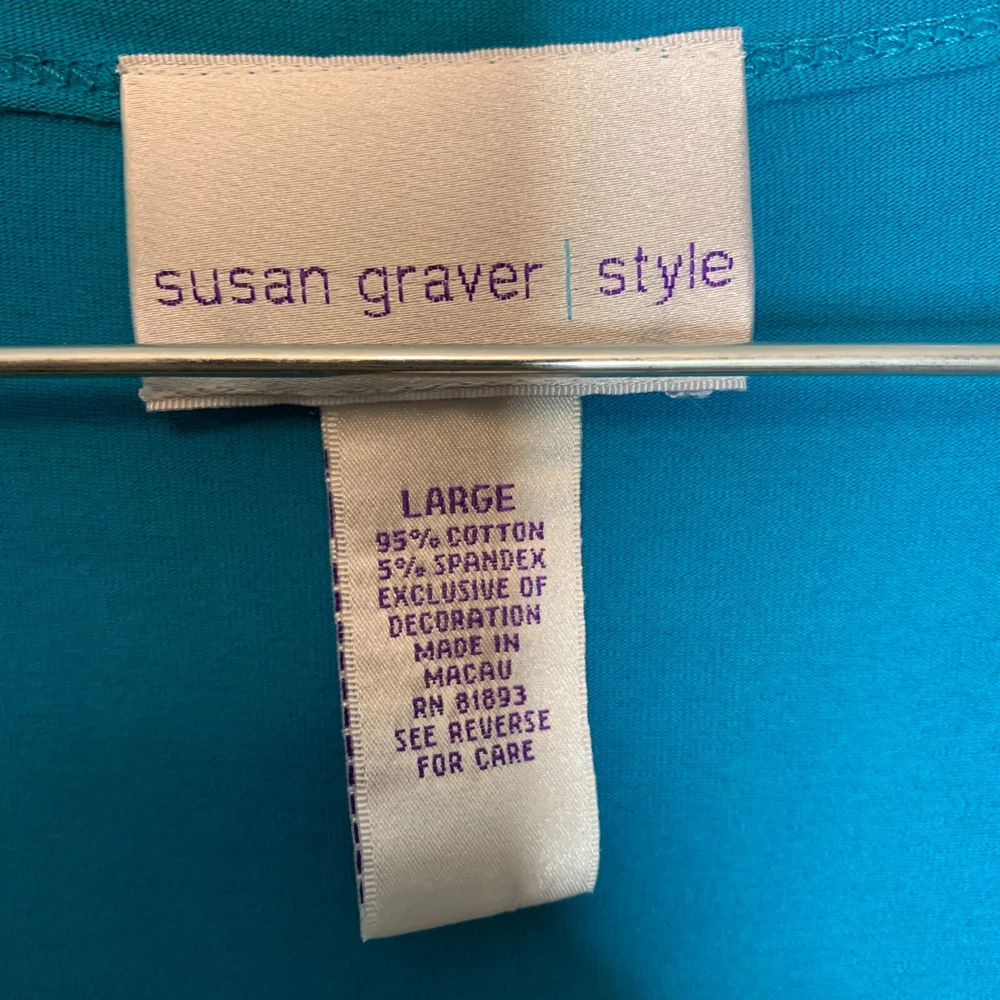 susan graver | style
LARGE
95% COTTON
5% SPANDEX
EXCLUSIVE OF
DECORATION
MADE IN
MACAU
RN 81893
SEE REVERSE
FOR CARE